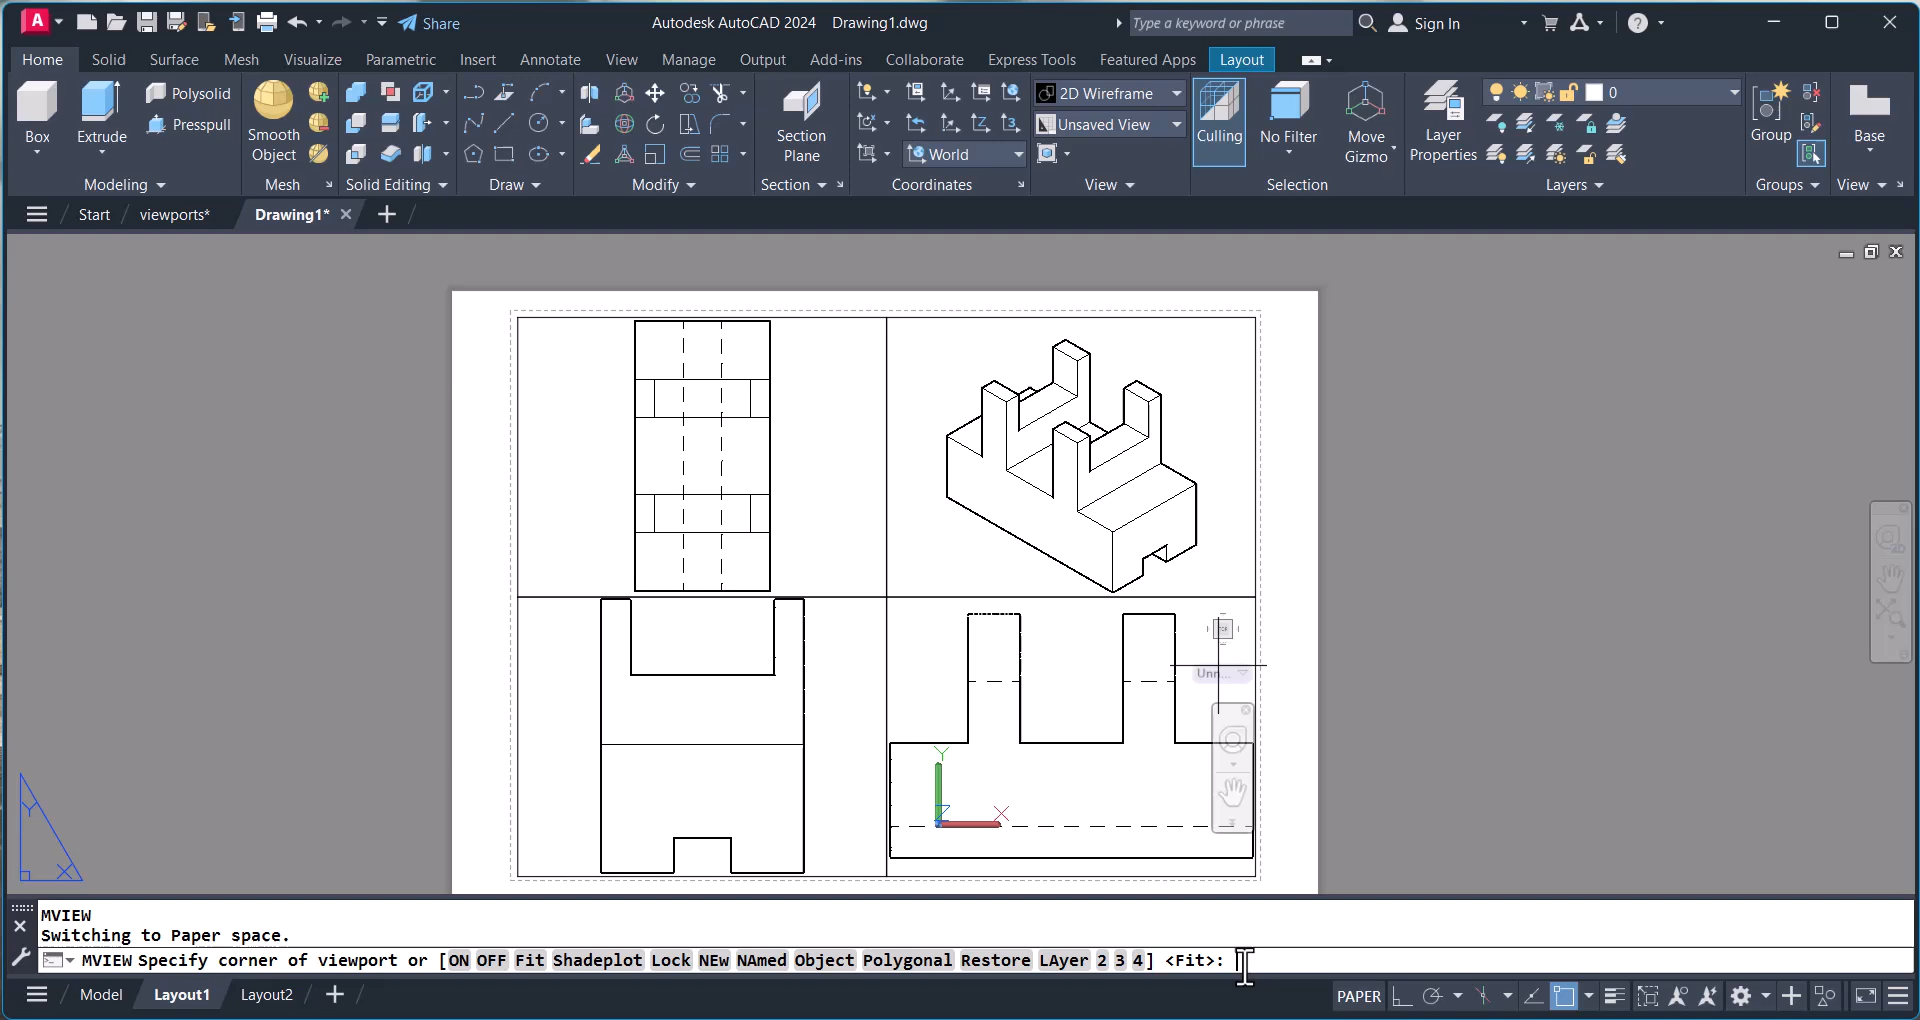 A Share Autodesk AutoCAD 2024 Drawing1.dwg Type a keyword or phrase Sign In ?
Home Solid Surface Mesh Visualize Parametric Insert Annotate View Manage Output Add-ins Collaborate Express Tools Featured Apps Layout
Box
Extrude
Polysolid
Presspull
Smooth
Object
Section
Plane
World
2D Wireframe
Unsaved View
Culling
No Filter
Move
Gizmo
Layer
Properties
0
Group
Base
Modeling Mesh Solid Editing Draw Modify Section Coordinates View Selection Layers Groups View
Start viewports* Drawing1*
TOP
Unn...
2D
Y
Z
X
Y
X
MVIEW
Switching to Paper space.
MVIEW Specify corner of viewport or [ON OFF Fit Shadeplot Lock NEw NAmed Object Polygonal Restore LAyer 2 3 4] <Fit>:
Model Layout1 Layout2 PAPER